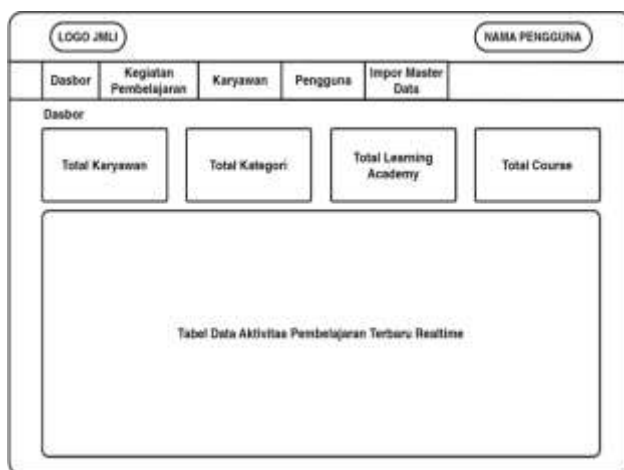 LOGO JMLI
NAMA PENGGUNA
Dasbor
Kegiatan
Pembelajaran
Karyawan
Pengguna
Impor Master
Data
Dasbor
Total Karyawan
Total Kategori
Total Learning
Academy
Total Course
Tabel Data Aktivitas Pembelajaran Terbaru Realtime